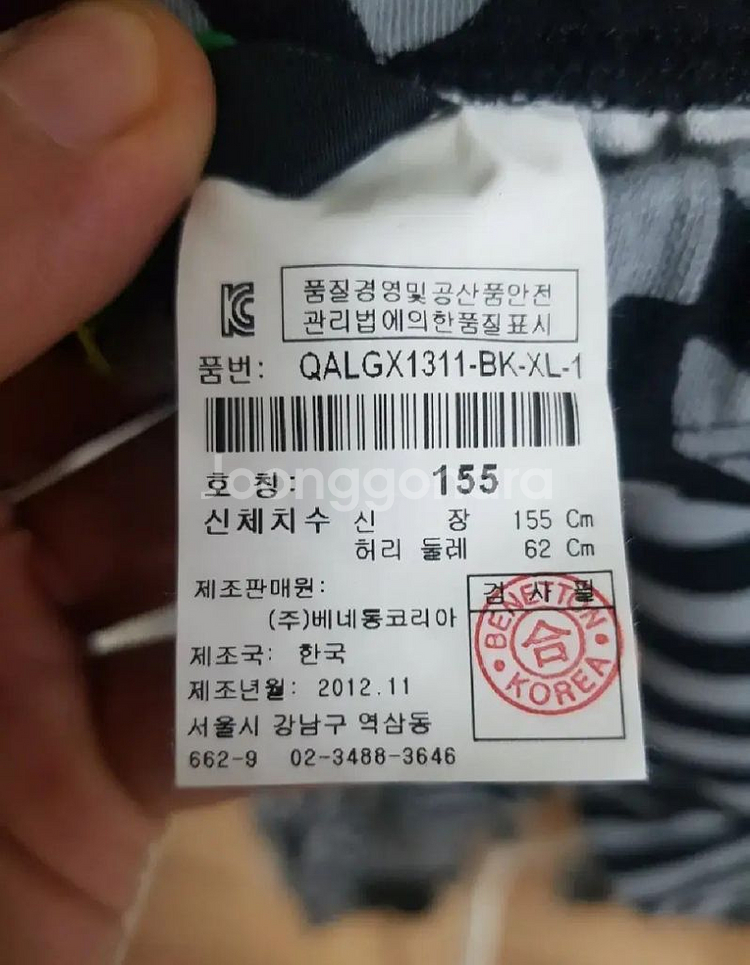 품질경영및공산품안전
관리법에의한품질표시
품번: QALGX1311-BK-XL-1
Joonggonara
호 칭: 155
신체치수 신 장 155 Cm
허리 둘레 62 Cm
제조판매원:
(주)베네통코리아
제조국: 한국
제조년월: 2012.11
서울시 강남구 역삼동
662-9 02-3488-3646
검 사 필
BENETTON
合
KOREA